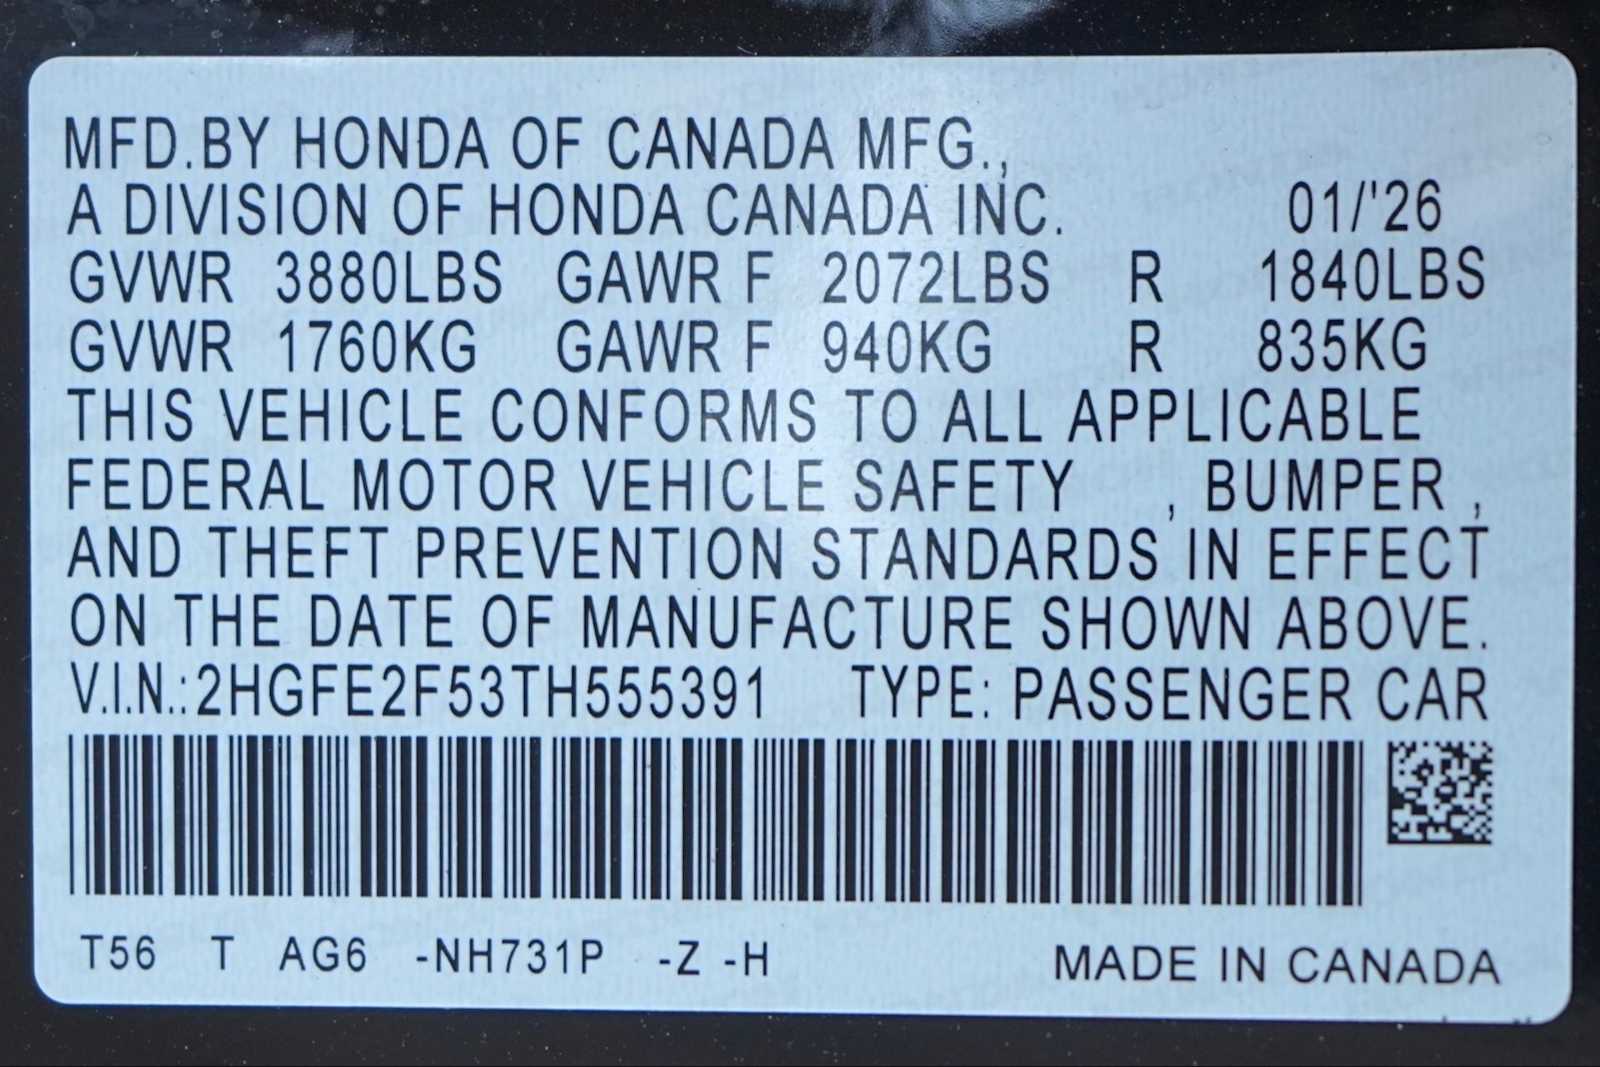 MFD.BY HONDA OF CANADA MFG.,
A DIVISION OF HONDA CANADA INC. 01/'26
GVWR 3880LBS GAWR F 2072LBS R 1840LBS
GVWR 1760KG GAWR F 940KG R 835KG
THIS VEHICLE CONFORMS TO ALL APPLICABLE
FEDERAL MOTOR VEHICLE SAFETY , BUMPER ,
AND THEFT PREVENTION STANDARDS IN EFFECT
ON THE DATE OF MANUFACTURE SHOWN ABOVE.
V.I.N.:2HGFE2F53TH555391 TYPE: PASSENGER CAR
T56 T AG6 -NH731P -Z -H MADE IN CANADA